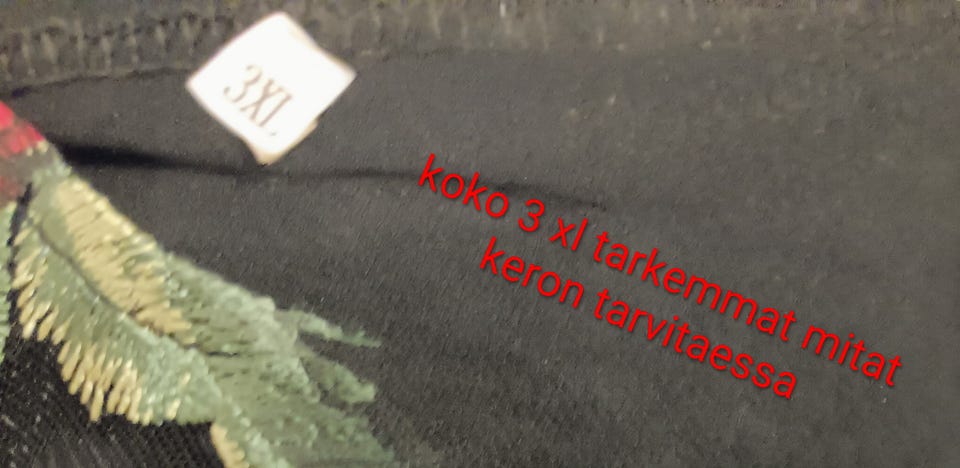 3XL
koko 3 xl tarkemmat mitat
keron tarvitaessa